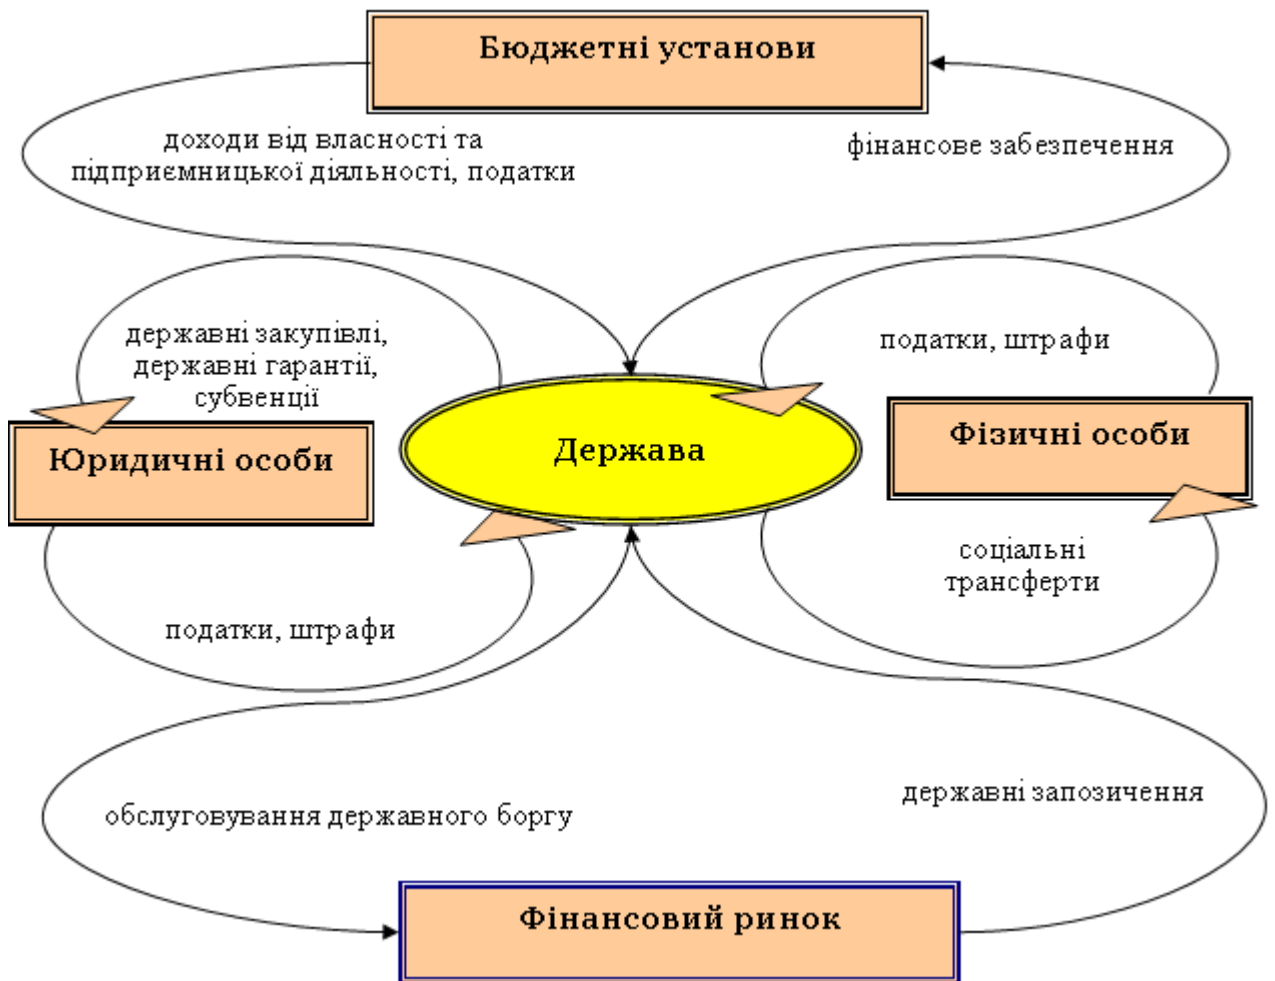 Бюджетні установи
доходи від власності та
підприємницької діяльності, податки
фінансове забезпечення
державні закупівлі,
державні гарантії,
субвенції
податки, штрафи
Юридичні особи
Держава
Фізичні особи
соціальні
трансферти
податки, штрафи
обслуговування державного боргу
державні запозичення
Фінансовий ринок